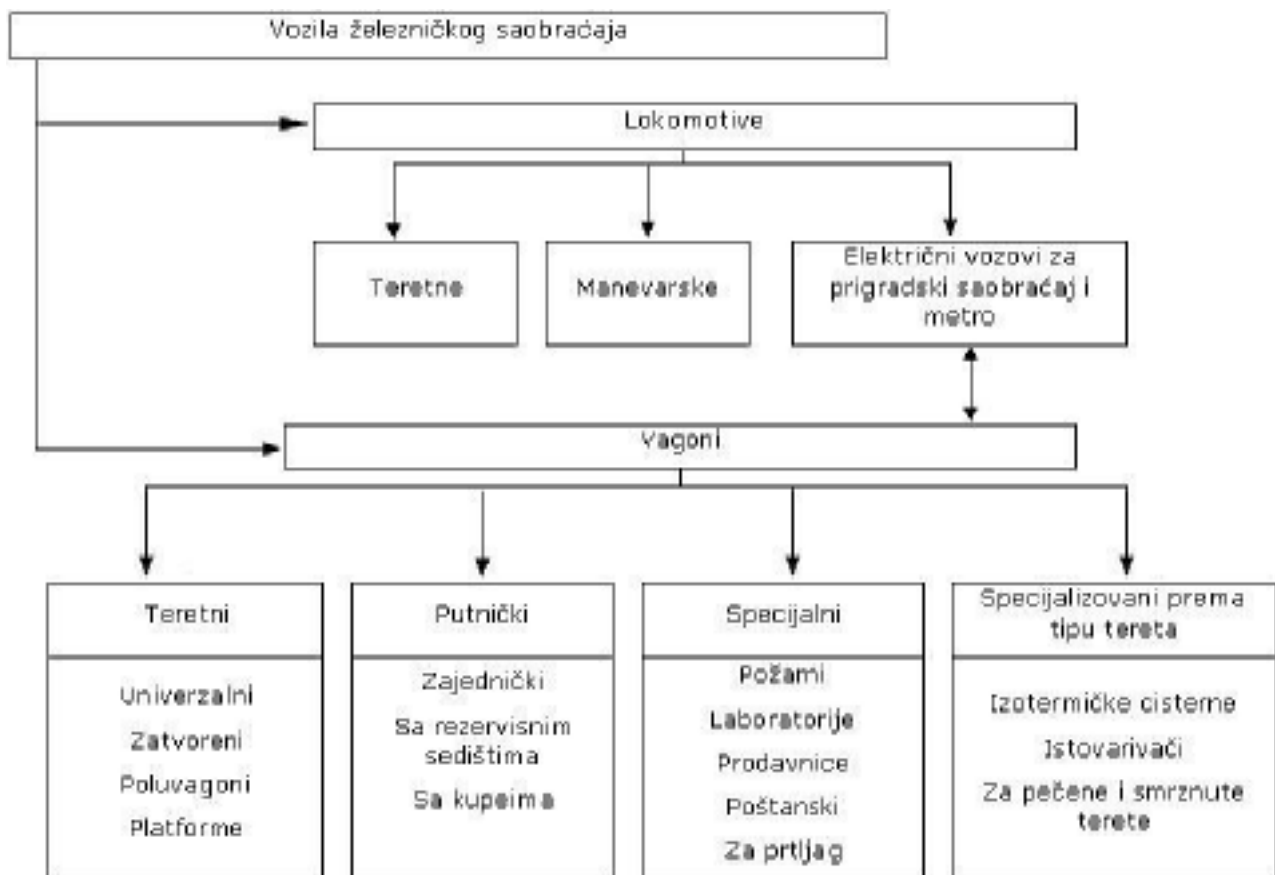 Vozila železničkog saobraćaja
Lokomotive
Teretne
Manevarske
Električni vozovi za
prigradski saobraćaj i
metro
Vagoni
Teretni
Univerzalni
Zatvoreni
Poluvagoni
Platforme
Putnički
Zajednički
Sa rezervisnim
sedištima
Sa kupeima
Specijalni
Požarni
Laboratorije
Prodavnice
Poštanski
Za prtljag
Specijalizovani prema
tipu tereta
Izotermičke cisterne
Istovarivači
Za pečene i smrznute
terete